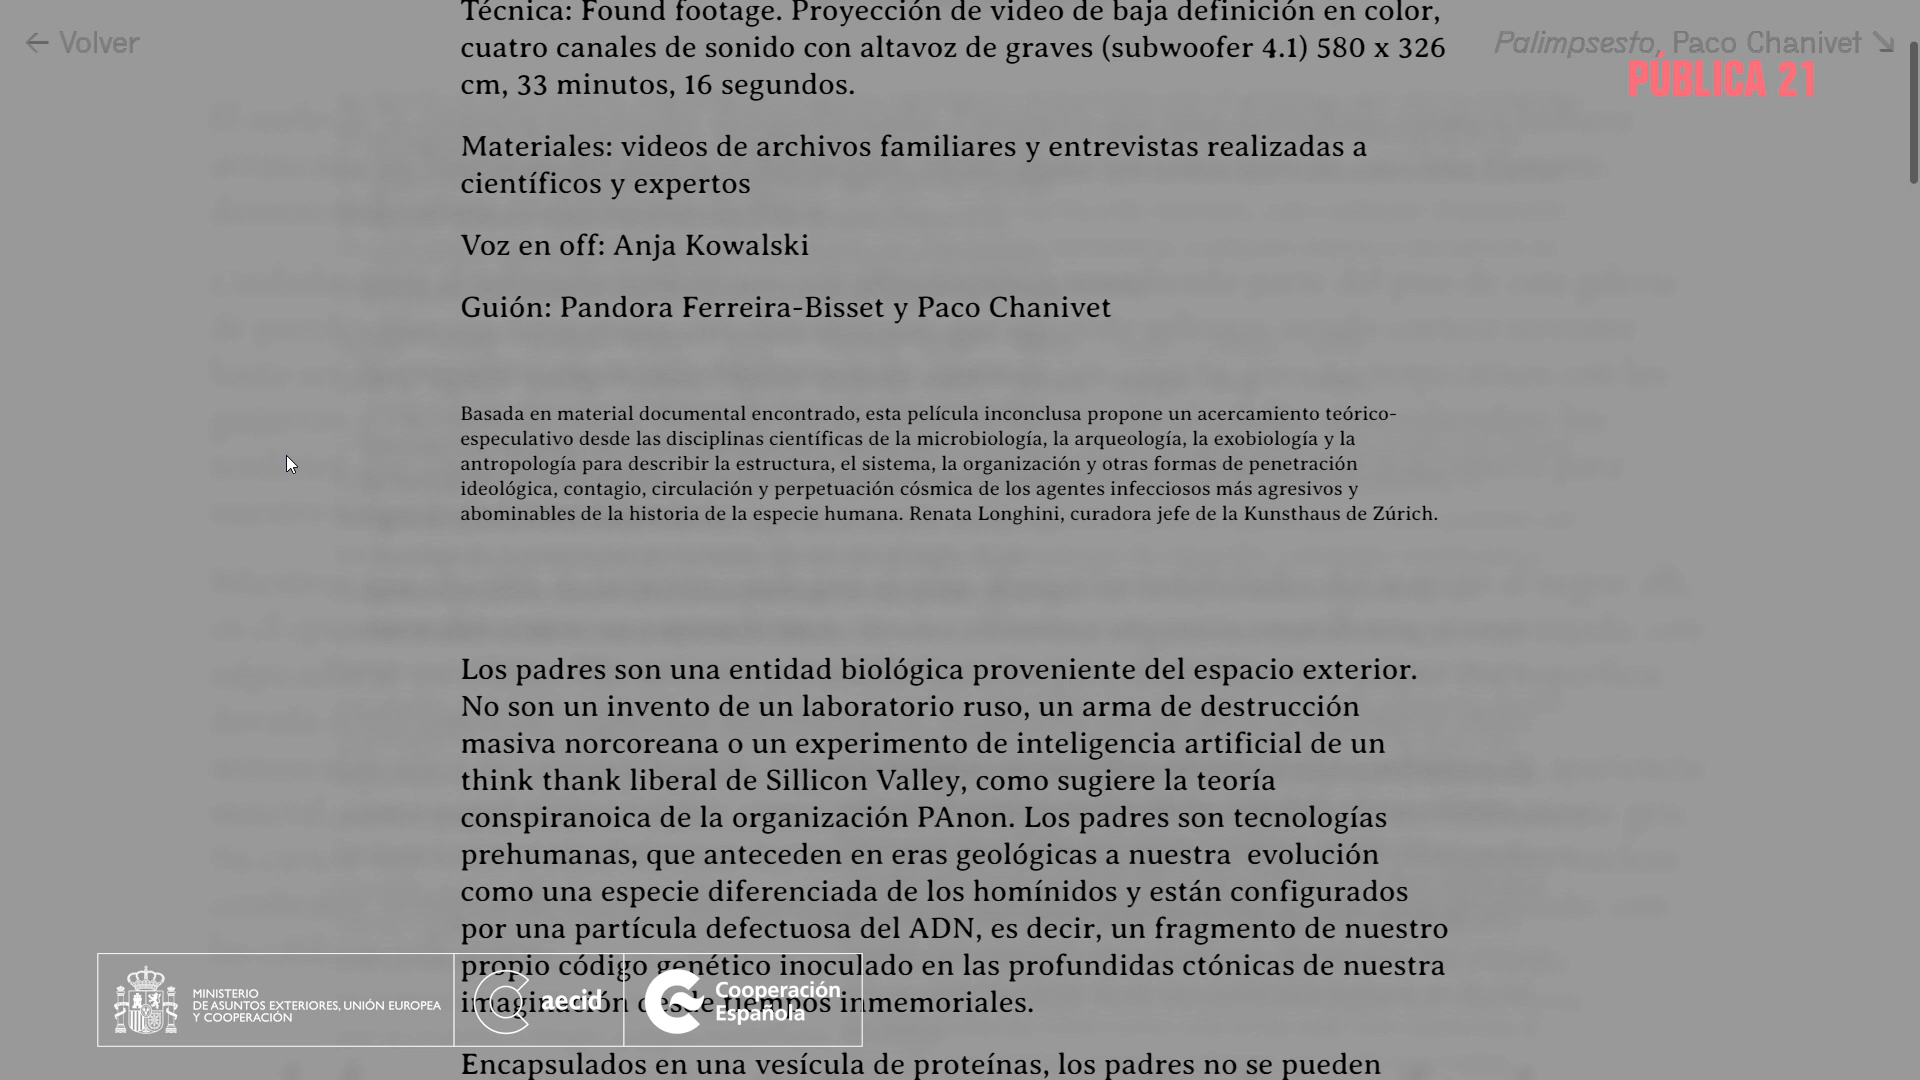 Técnica: Found footage. Proyección de video de baja definición en color,
← Volver
Palimpsesto, Paco Chanivet ↘
cuatro canales de sonido con altavoz de graves (subwoofer 4.1) 580 x 326
PÚBLICA 21
cm, 33 minutos, 16 segundos.
Materiales: videos de archivos familiares y entrevistas realizadas a
científicos y expertos
Voz en off: Anja Kowalski
Guión: Pandora Ferreira-Bisset y Paco Chanivet
Basada en material documental encontrado, esta película inconclusa propone un acercamiento teórico-
especulativo desde las disciplinas científicas de la microbiología, la arqueología, la exobiología y la
antropología para describir la estructura, el sistema, la organización y otras formas de penetración
ideológica, contagio, circulación y perpetuación cósmica de los agentes infecciosos más agresivos y
abominables de la historia de la especie humana. Renata Longhini, curadora jefe de la Kunsthaus de Zúrich.
Los padres son una entidad biológica proveniente del espacio exterior.
No son un invento de un laboratorio ruso, un arma de destrucción
masiva norcoreana o un experimento de inteligencia artificial de un
think thank liberal de Sillicon Valley, como sugiere la teoría
conspiranoica de la organización PAnon. Los padres son tecnologías
prehumanas, que anteceden en eras geológicas a nuestra evolución
como una especie diferenciada de los homínidos y están configurados
por una partícula defectuosa del ADN, es decir, un fragmento de nuestro
propio código genético inoculado en las profundidas ctónicas de nuestra
imaginación desde tiempos inmemoriales.
MINISTERIO
DE ASUNTOS EXTERIORES, UNIÓN EUROPEA
Y COOPERACIÓN
aecid
Cooperación
Española
Encapsulados en una vesícula de proteínas, los padres no se pueden